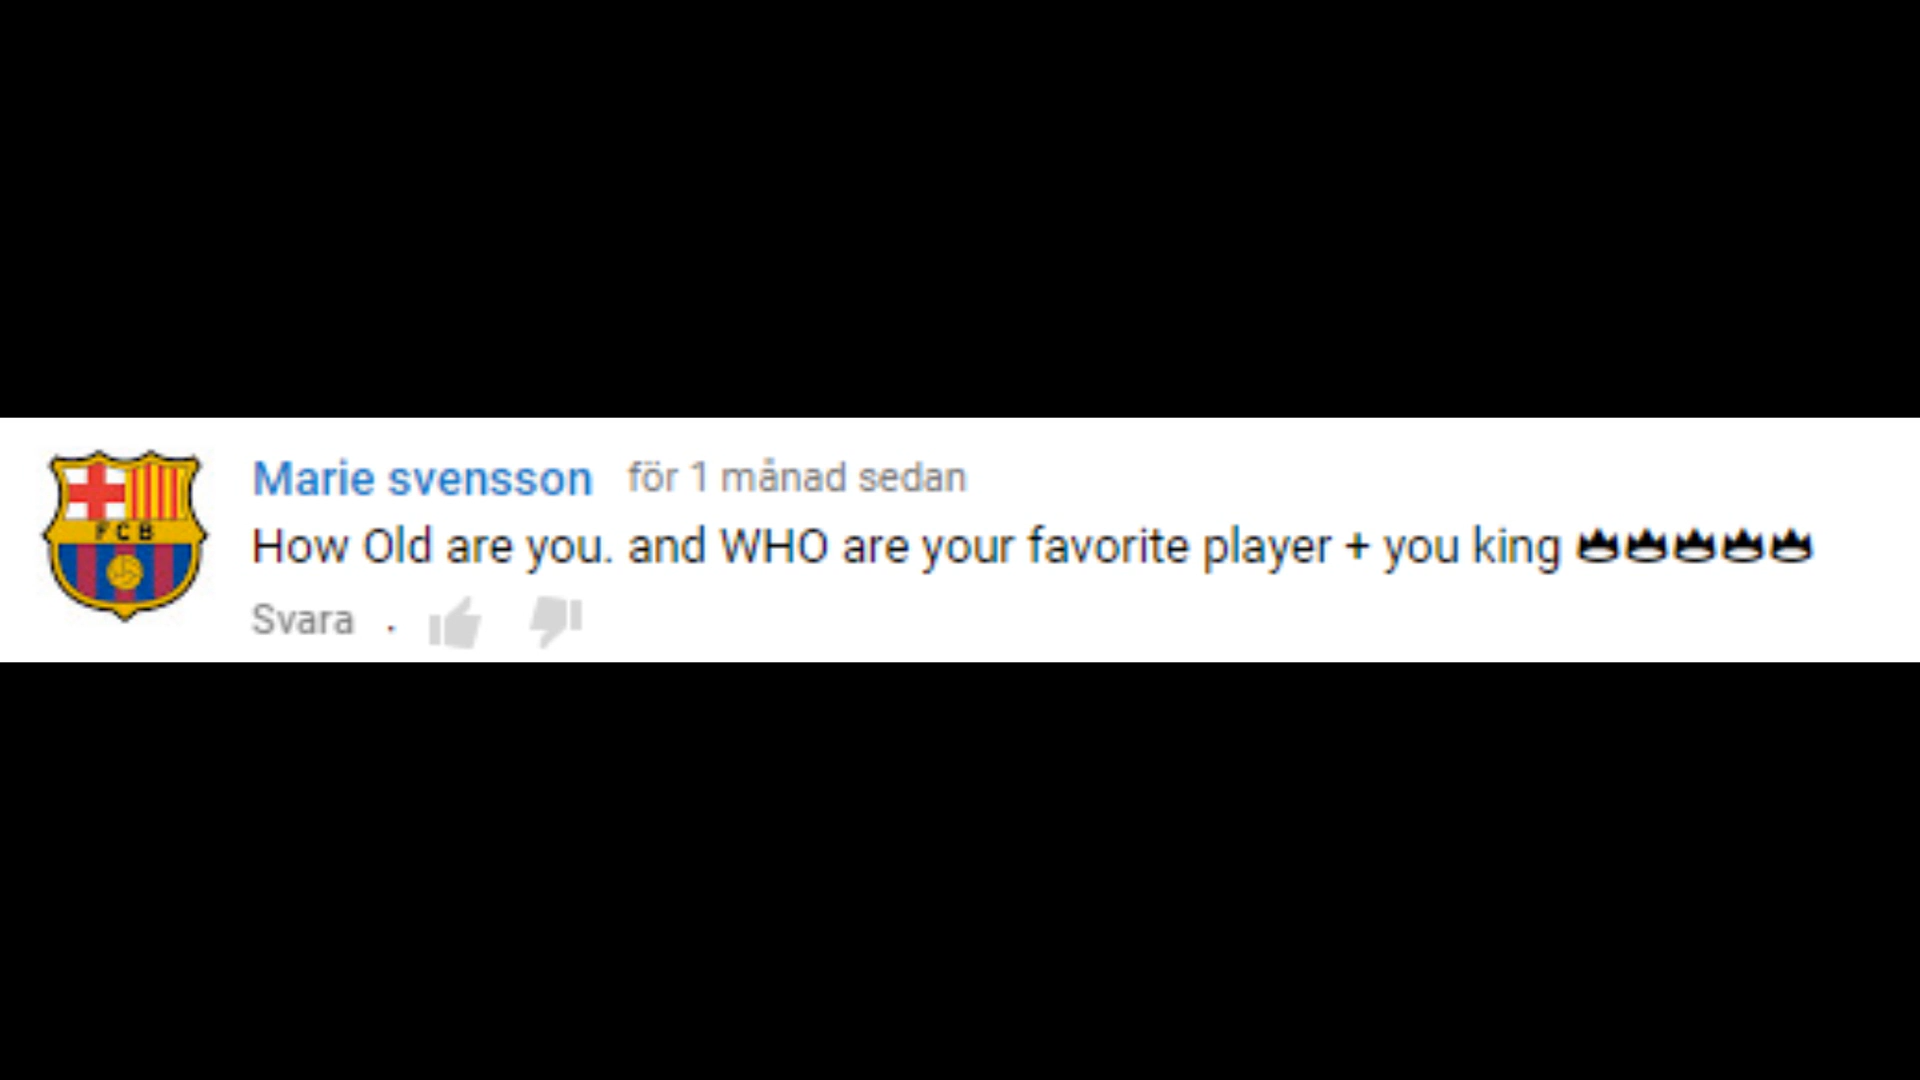 Marie svensson för 1 månad sedan
FCB
How Old are you. and WHO are your favorite player + you king ♚♚♚♚♚
Svara .